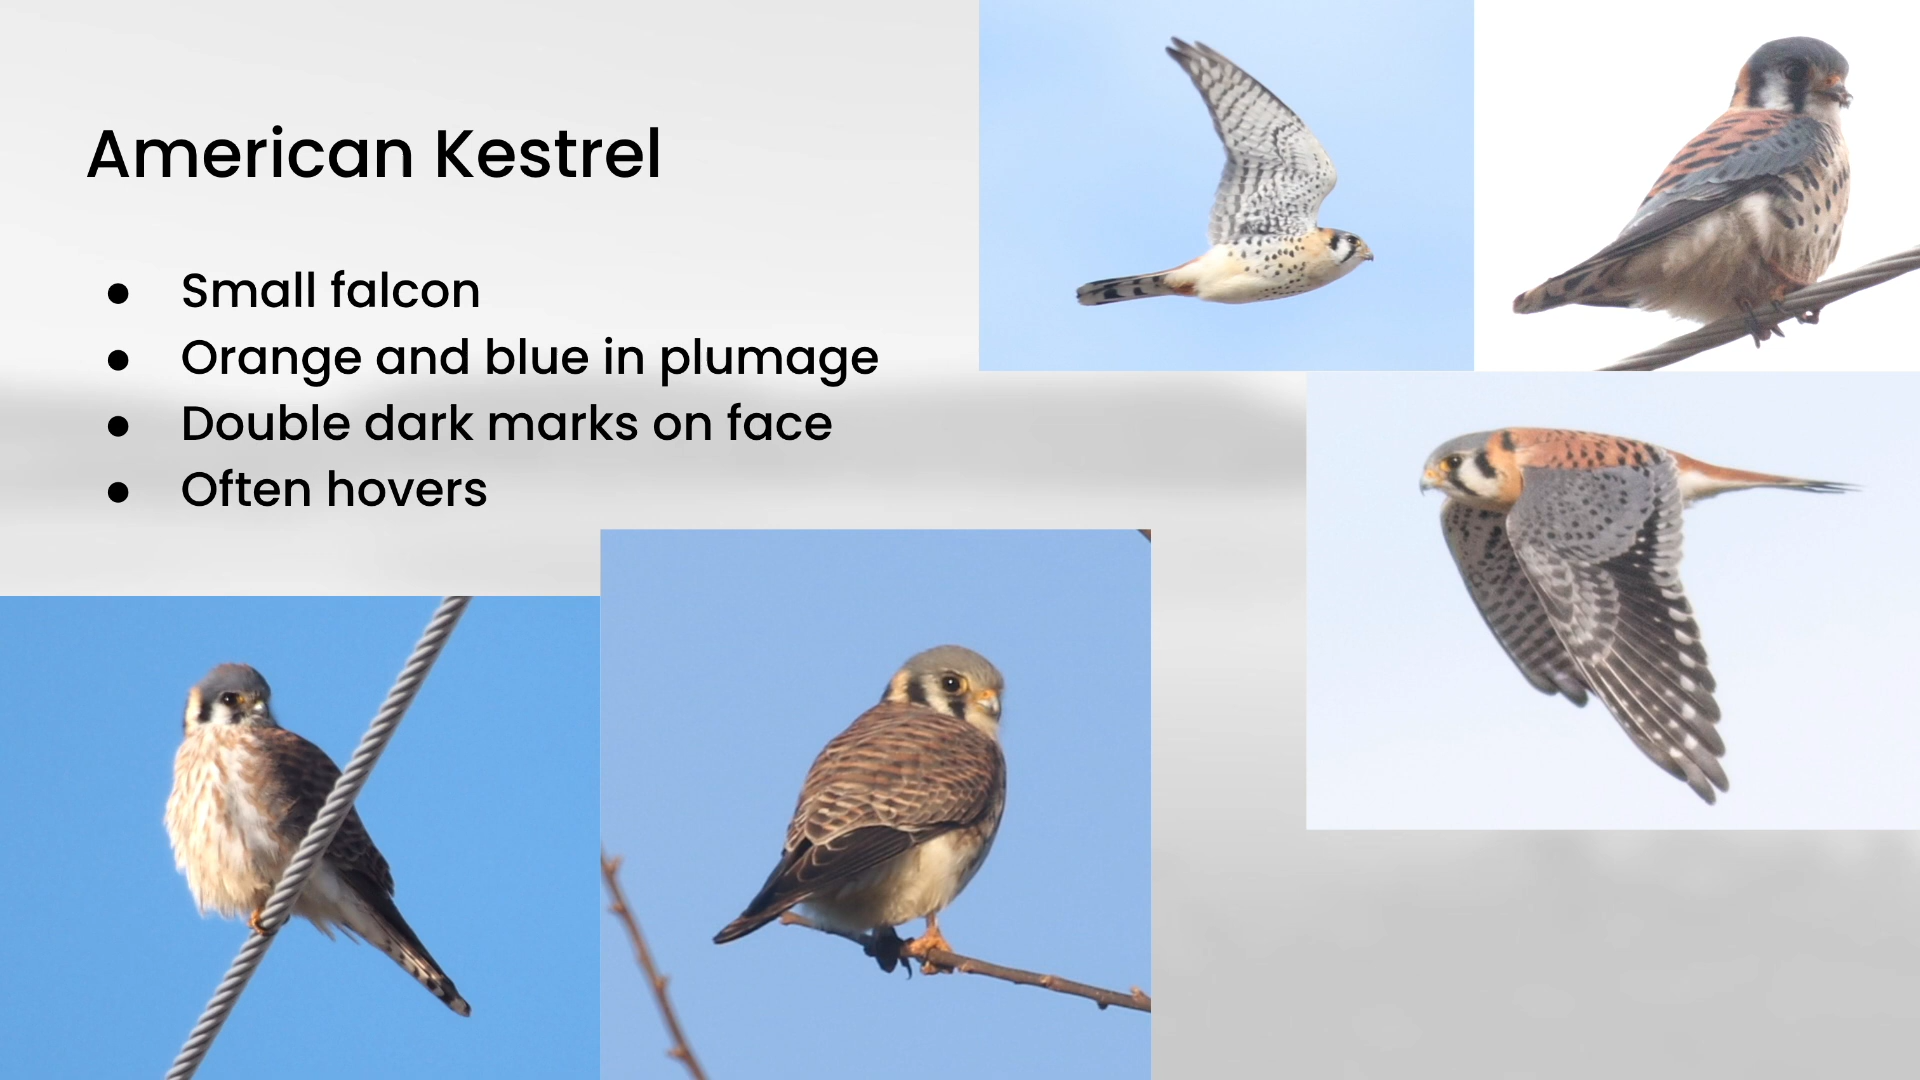 American Kestrel
● Small falcon
● Orange and blue in plumage
● Double dark marks on face
● Often hovers